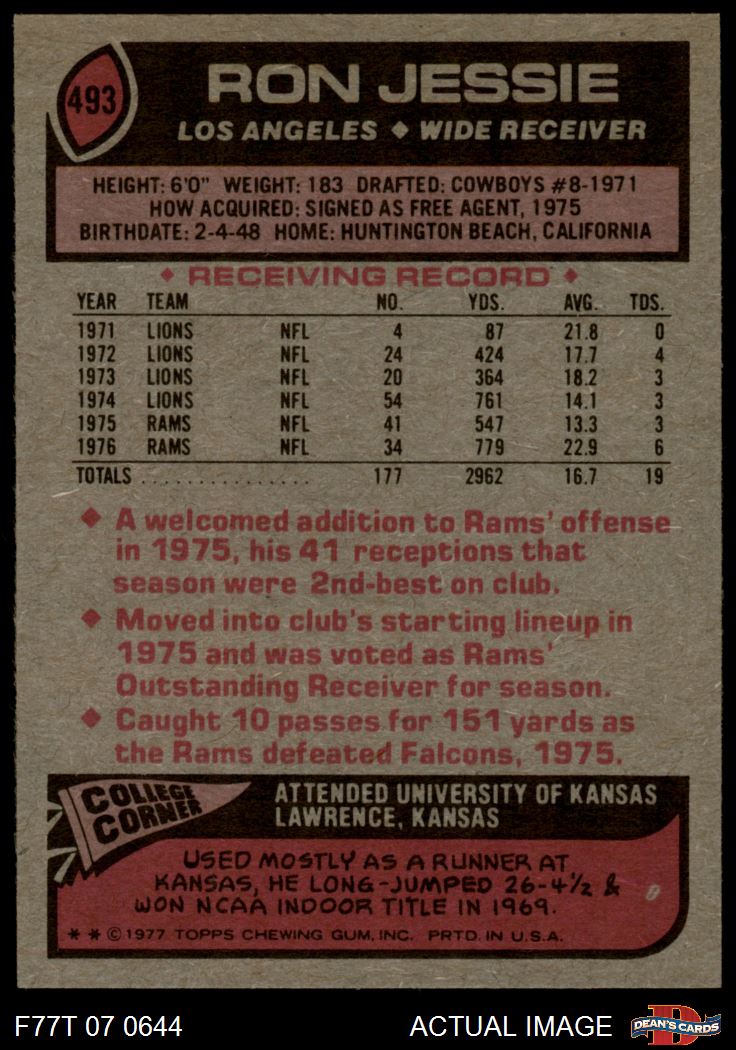 493
RON JESSIE
LOS ANGELES ◆ WIDE RECEIVER
HEIGHT: 6'0" WEIGHT: 183 DRAFTED: COWBOYS #8-1971
HOW ACQUIRED: SIGNED AS FREE AGENT, 1975
BIRTHDATE: 2-4-48 HOME: HUNTINGTON BEACH, CALIFORNIA
◆ RECEIVING RECORD ◆
YEAR TEAM NO. YDS. AVG. TDS.
1971 LIONS NFL 4 87 21.8 0
1972 LIONS NFL 24 424 17.7 4
1973 LIONS NFL 20 364 18.2 3
1974 LIONS NFL 54 761 14.1 3
1975 RAMS NFL 41 547 13.3 3
1976 RAMS NFL 34 779 22.9 6
TOTALS ................ 177 2962 16.7 19
◆ A welcomed addition to Rams' offense
in 1975, his 41 receptions that
season were 2nd-best on club.
◆ Moved into club's starting lineup in
1975 and was voted as Rams'
Outstanding Receiver for season.
◆ Caught 10 passes for 151 yards as
the Rams defeated Falcons, 1975.
COLLEGE
CORNER
ATTENDED UNIVERSITY OF KANSAS
LAWRENCE, KANSAS
USED MOSTLY AS A RUNNER AT
KANSAS, HE LONG-JUMPED 26-4½ &
WON NCAA INDOOR TITLE IN 1969.
* * © 1977 TOPPS CHEWING GUM, INC. PRTD. IN U.S.A.
F77T 07 0644
ACTUAL IMAGE
D
DEAN'S CARDS